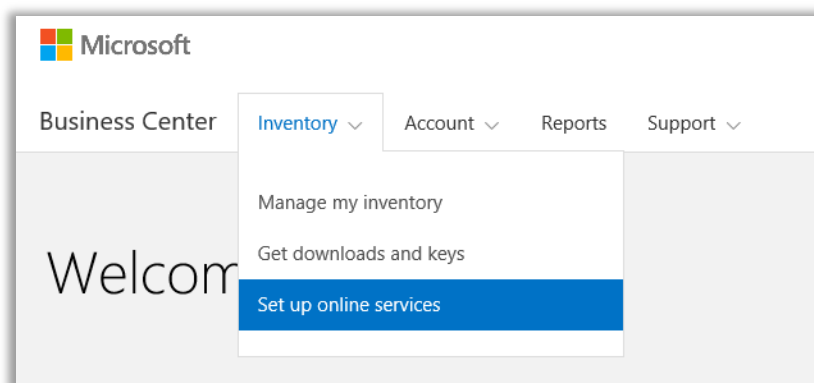 Microsoft
Business Center Inventory Account Reports Support
Manage my inventory
Get downloads and keys
Welcom
Set up online services